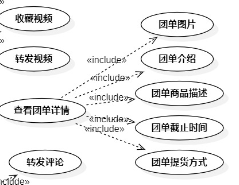 收藏视频
团单图片
«include»
转发视频
团单介绍
«include»
«include»
团单商品描述
查看团单详情
«include»
«include»
团单截止时间
转发评论
团单提货方式
nclude»